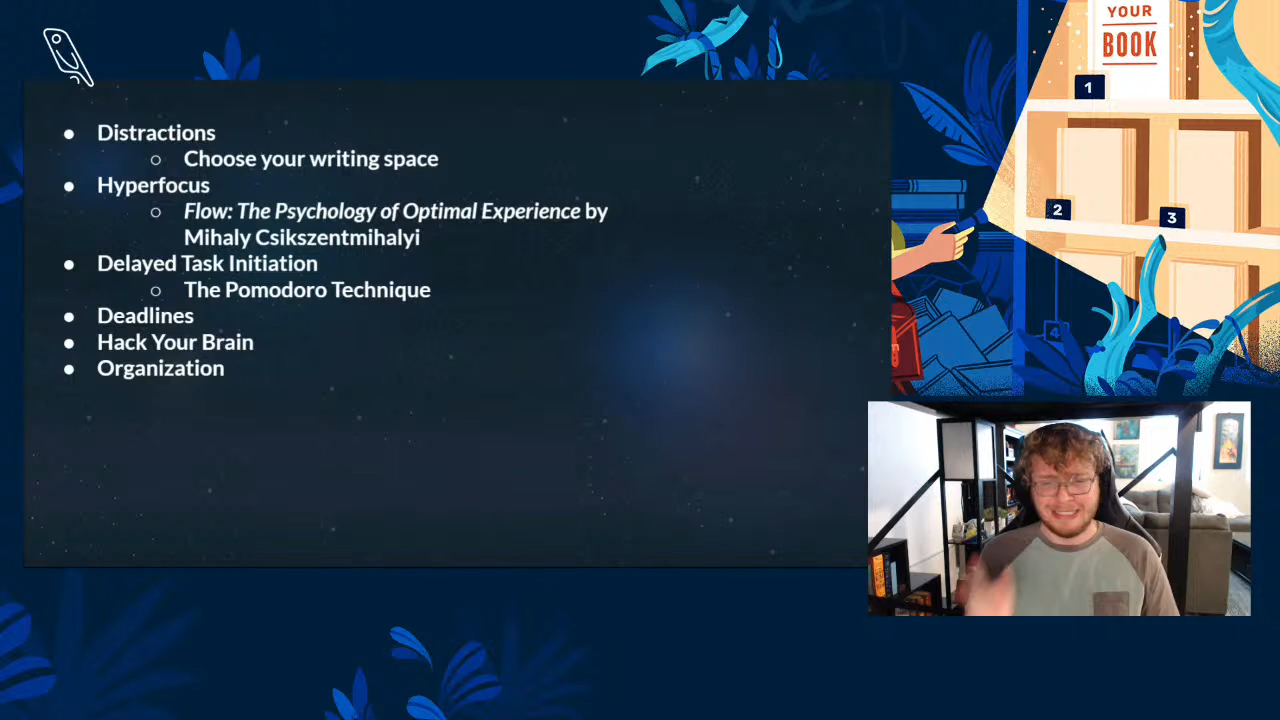 Distractions
Choose your writing space
Hyperfocus
Flow: The Psychology of Optimal Experience by
Mihaly Csikszentmihalyi
Delayed Task Initiation
The Pomodoro Technique
Deadlines
Hack Your Brain
Organization
YOUR
BOOK
1
2
3
4